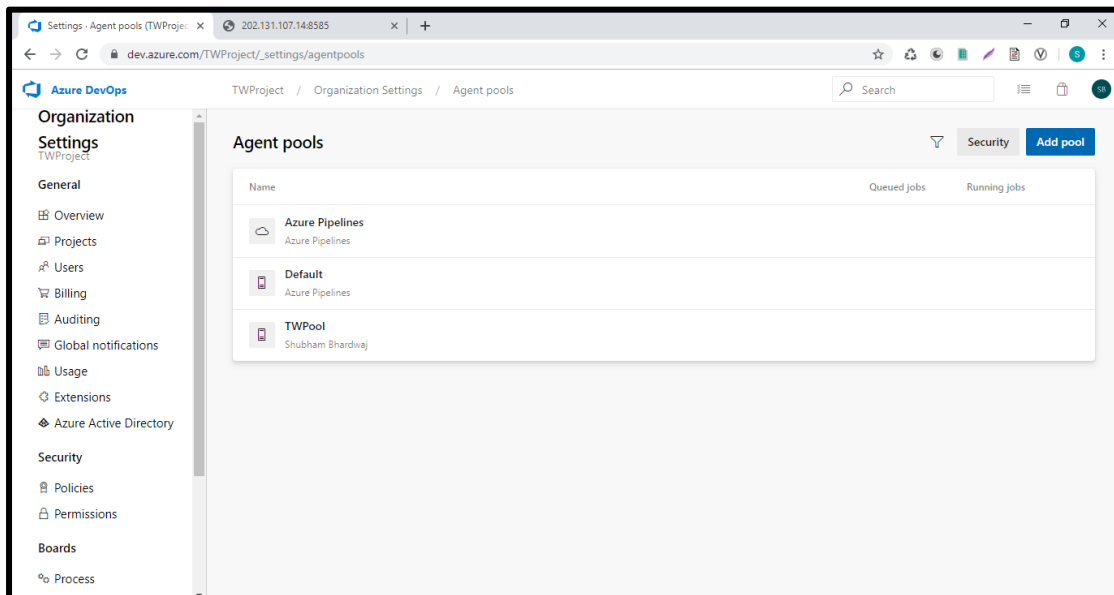 Settings · Agent pools (TWProjec
202.131.107.14:8585
dev.azure.com/TWProject/_settings/agentpools
S
Azure DevOps
TWProject / Organization Settings / Agent pools
Search
SB
Organization
Settings
TWProject
General
Overview
Projects
Users
Billing
Auditing
Global notifications
Usage
Extensions
Azure Active Directory
Security
Policies
Permissions
Boards
Process
Agent pools
Security
Add pool
Name Queued jobs Running jobs
Azure Pipelines
Azure Pipelines
Default
Azure Pipelines
TWPool
Shubham Bhardwaj